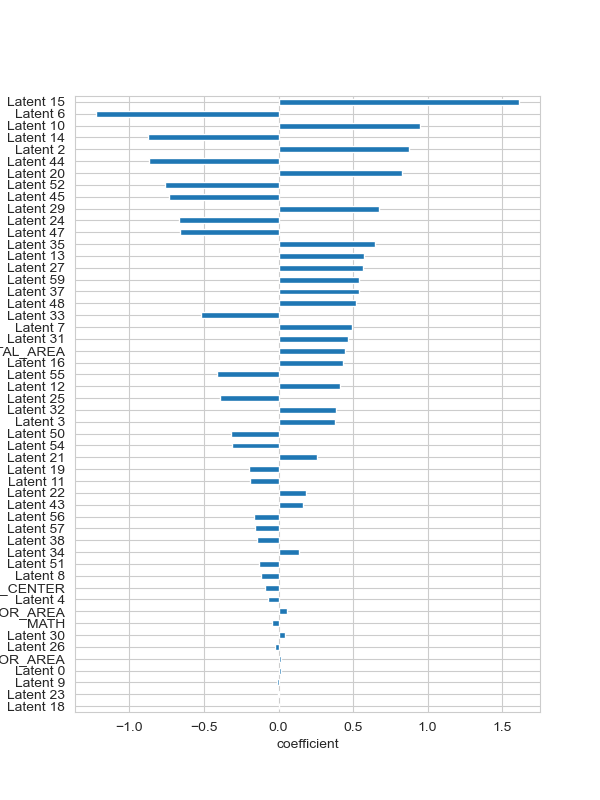 Latent 15
Latent 6
Latent 10
Latent 14
Latent 2
Latent 44
Latent 20
Latent 52
Latent 45
Latent 29
Latent 24
Latent 47
Latent 35
Latent 13
Latent 27
Latent 59
Latent 37
Latent 48
Latent 33
Latent 7
Latent 31
TAL_AREA
Latent 16
Latent 55
Latent 12
Latent 25
Latent 32
Latent 3
Latent 50
Latent 54
Latent 21
Latent 19
Latent 11
Latent 22
Latent 43
Latent 56
Latent 57
Latent 38
Latent 34
Latent 51
Latent 8
_CENTER
Latent 4
OR_AREA
MATH
Latent 30
Latent 26
OR_AREA
Latent 0
Latent 9
Latent 23
Latent 18
−1.0 −0.5 0.0 0.5 1.0 1.5
coefficient